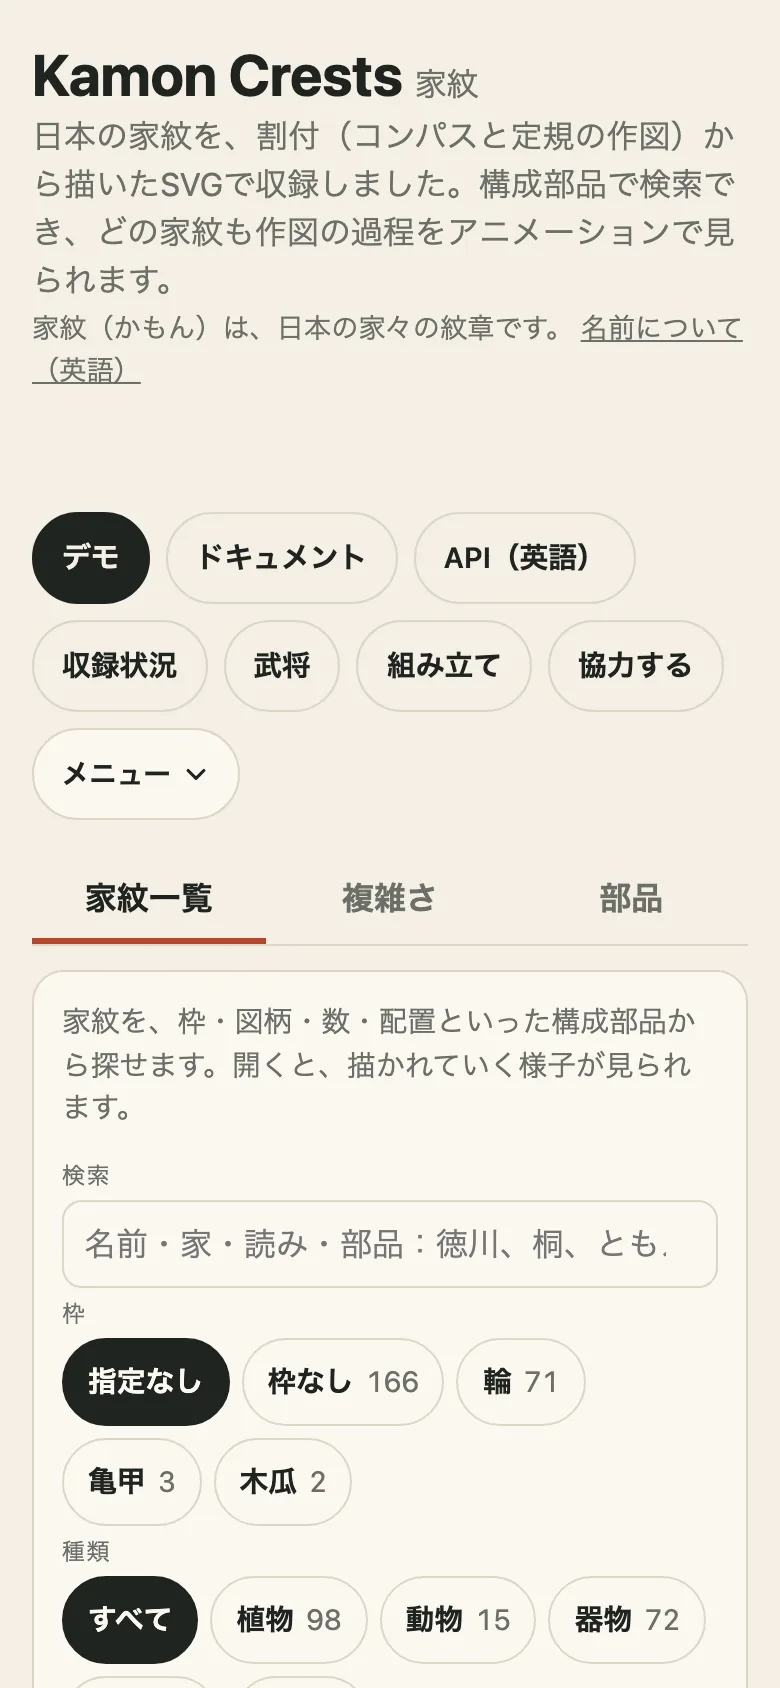 Kamon Crests 家紋
日本の家紋を、割付（コンパスと定規の作図）か
ら描いたSVGで収録しました。構成部品で検索で
き、どの家紋も作図の過程をアニメーションで見
られます。
家紋（かもん）は、日本の家々の紋章です。 名前について
（英語）
デモ ドキュメント API（英語）
収録状況 武将 組み立て 協力する
メニュー
家紋一覧 複雑さ 部品
家紋を、枠・図柄・数・配置といった構成部品か
ら探せます。開くと、描かれていく様子が見られ
ます。
検索
名前・家・読み・部品：徳川、桐、とも.
枠
指定なし 枠なし 166 輪 71
亀甲 3 木瓜 2
種類
すべて 植物 98 動物 15 器物 72